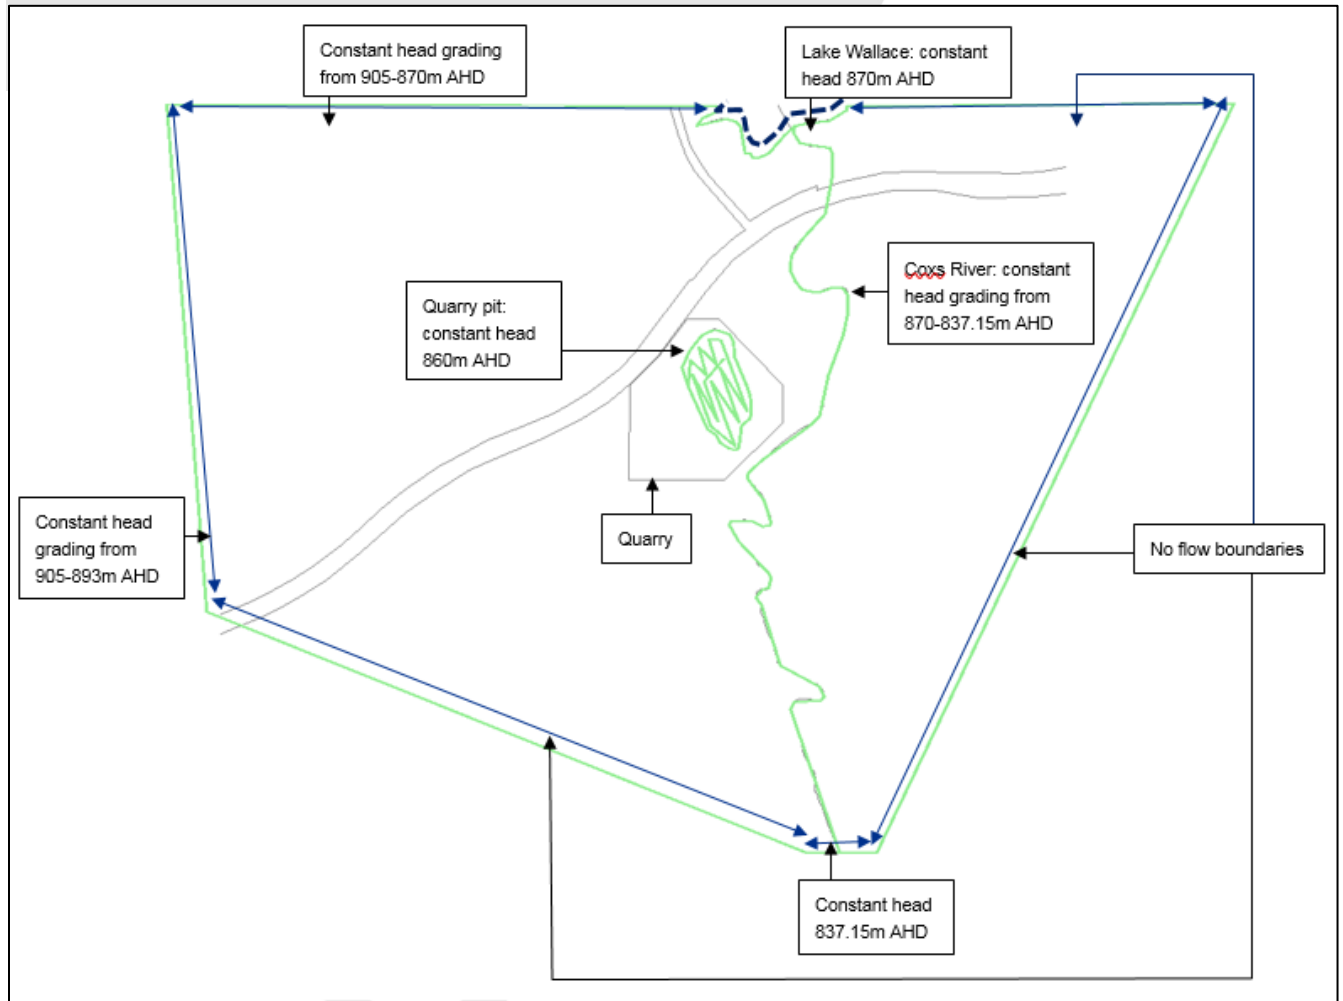 Constant head grading
from 905-870m AHD
Lake Wallace: constant
head 870m AHD
Coxs River: constant
head grading from
870-837.15m AHD
Quarry pit:
constant head
860m AHD
Constant head
grading from
905-893m AHD
Quarry
No flow boundaries
Constant head
837.15m AHD